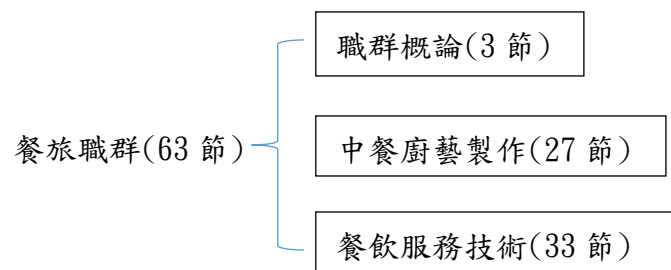 職群概論(3 節)
餐旅職群(63 節)
中餐廚藝製作(27 節)
餐飲服務技術(33 節)